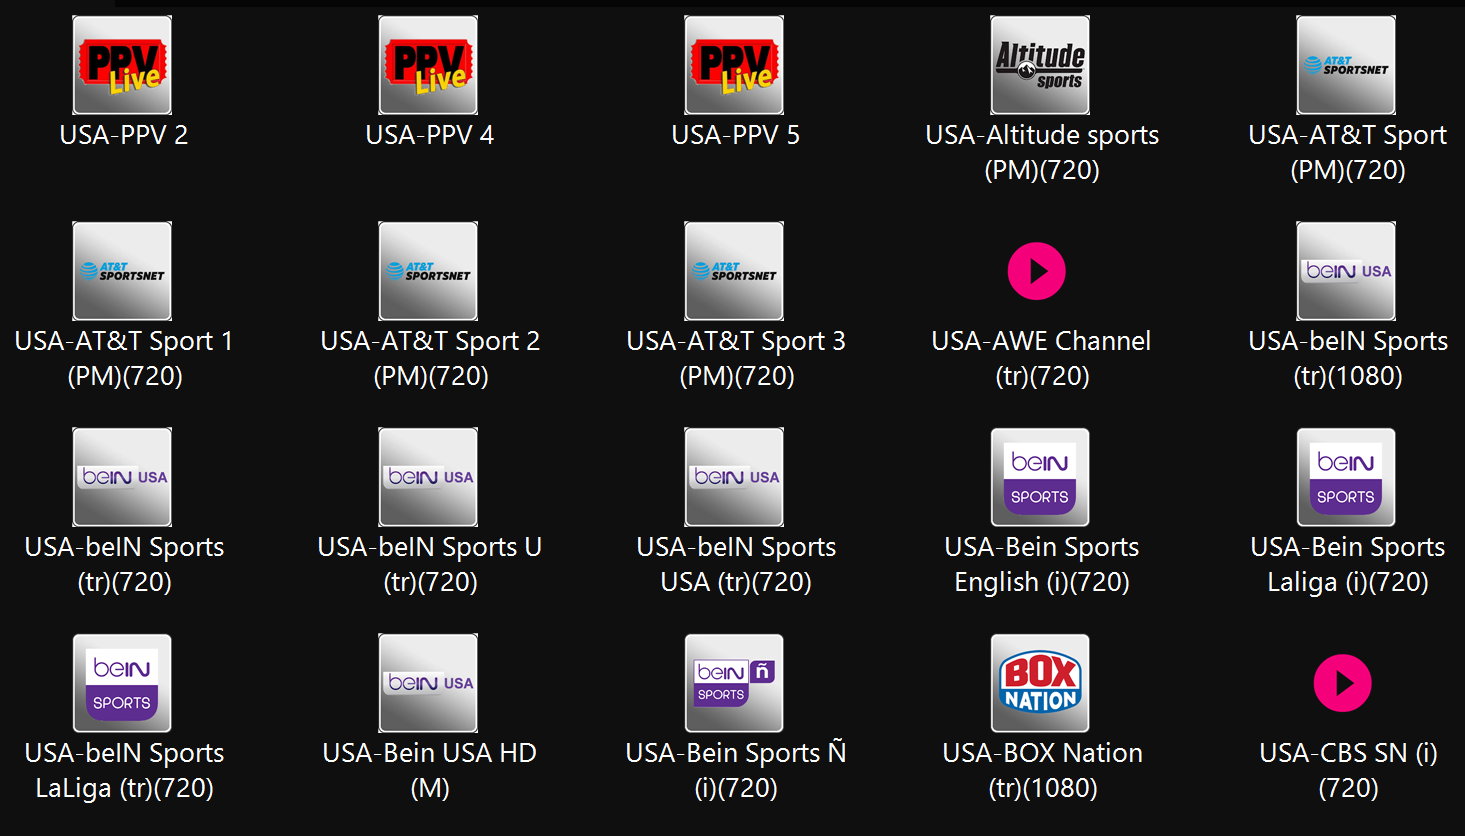 PPV
Live
USA-PPV 2
PPV
Live
USA-PPV 4
PPV
Live
USA-PPV 5
Altitude
sports
USA-Altitude sports
(PM)(720)
AT&T
SPORTSNET
USA-AT&T Sport
(PM)(720)
AT&T
SPORTSNET
USA-AT&T Sport 1
(PM)(720)
AT&T
SPORTSNET
USA-AT&T Sport 2
(PM)(720)
AT&T
SPORTSNET
USA-AT&T Sport 3
(PM)(720)
USA-AWE Channel
(tr)(720)
beIN USA
USA-beIN Sports
(tr)(1080)
beIN USA
USA-beIN Sports
(tr)(720)
beIN USA
USA-beIN Sports U
(tr)(720)
beIN USA
USA-beIN Sports
USA (tr)(720)
beIN
SPORTS
USA-Bein Sports
English (i)(720)
beIN
SPORTS
USA-Bein Sports
Laliga (i)(720)
beIN
SPORTS
USA-beIN Sports
LaLiga (tr)(720)
beIN USA
USA-Bein USA HD
(M)
beIN ñ
SPORTS
USA-Bein Sports Ñ
(i)(720)
BOX
NATION
USA-BOX Nation
(tr)(1080)
USA-CBS SN (i)
(720)